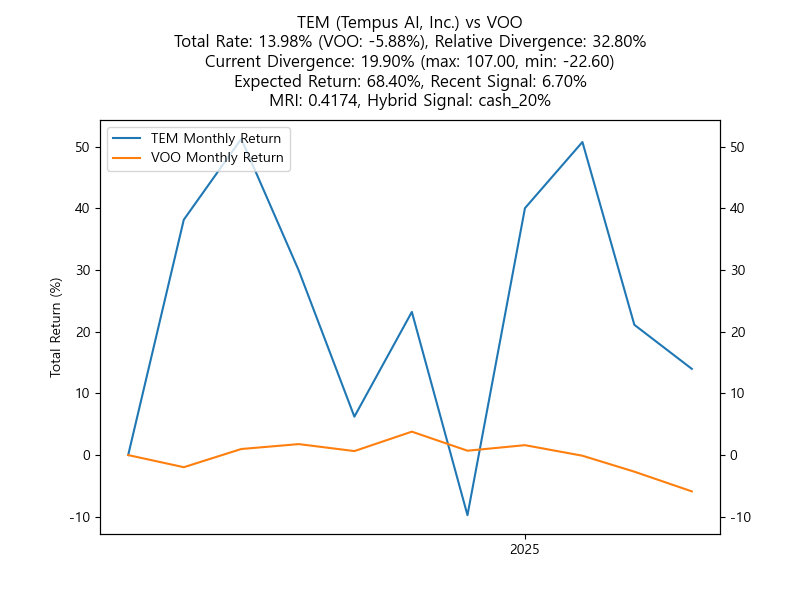 TEM (Tempus AI, Inc.) vs VOO
Total Rate: 13.98% (VOO: -5.88%), Relative Divergence: 32.80%
Current Divergence: 19.90% (max: 107.00, min: -22.60)
Expected Return: 68.40%, Recent Signal: 6.70%
MRI: 0.4174, Hybrid Signal: cash_20%
TEM Monthly Return
VOO Monthly Return
50
40
30
20
10
0
-10
Total Return (%)
50
40
30
20
10
0
-10
2025